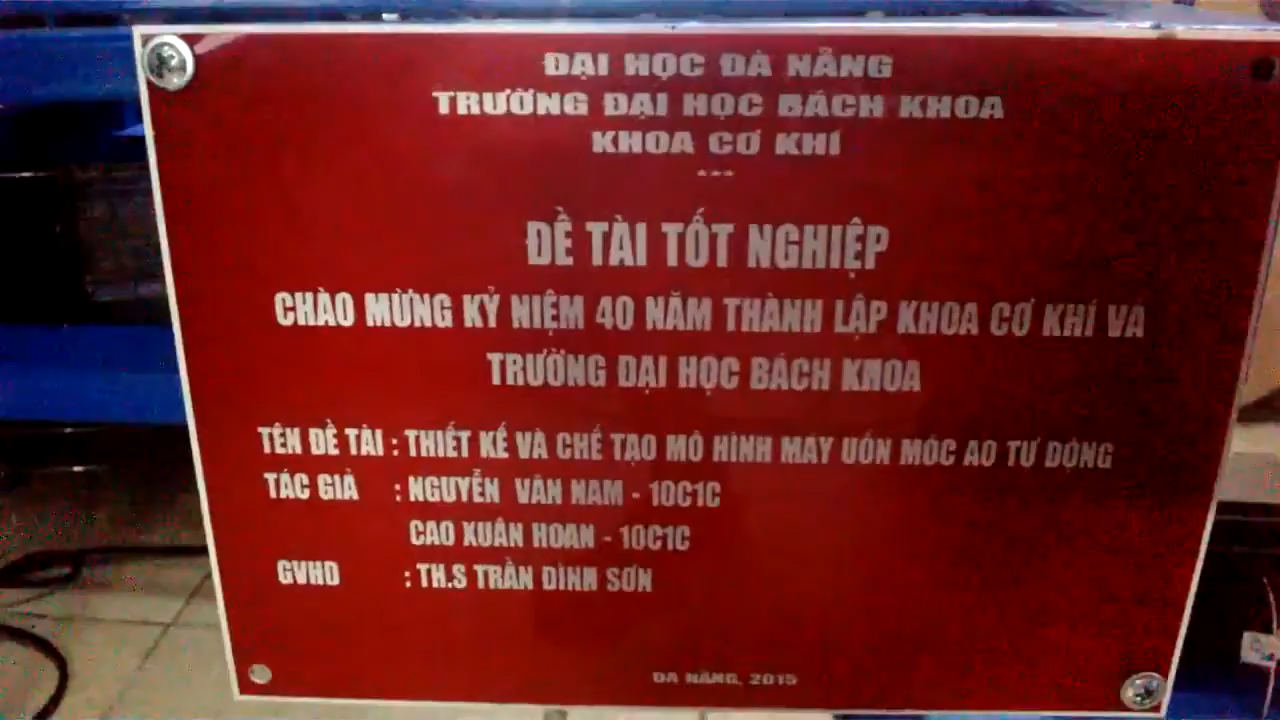 ĐẠI HỌC ĐÀ NẴNG
TRƯỜNG ĐẠI HỌC BÁCH KHOA
KHOA CƠ KHÍ
***
ĐỀ TÀI TỐT NGHIỆP
CHÀO MỪNG KỶ NIỆM 40 NĂM THÀNH LẬP KHOA CƠ KHÍ VÀ
TRƯỜNG ĐẠI HỌC BÁCH KHOA
TÊN ĐỀ TÀI : THIẾT KẾ VÀ CHẾ TẠO MÔ HÌNH MÁY UỐN MÓC ÁO TỰ ĐỘNG
TÁC GIẢ : NGUYỄN VĂN NAM - 10C1C
CAO XUÂN HOAN - 10C1C
GVHD : TH.S TRẦN ĐÌNH SƠN
ĐÀ NẴNG, 2015